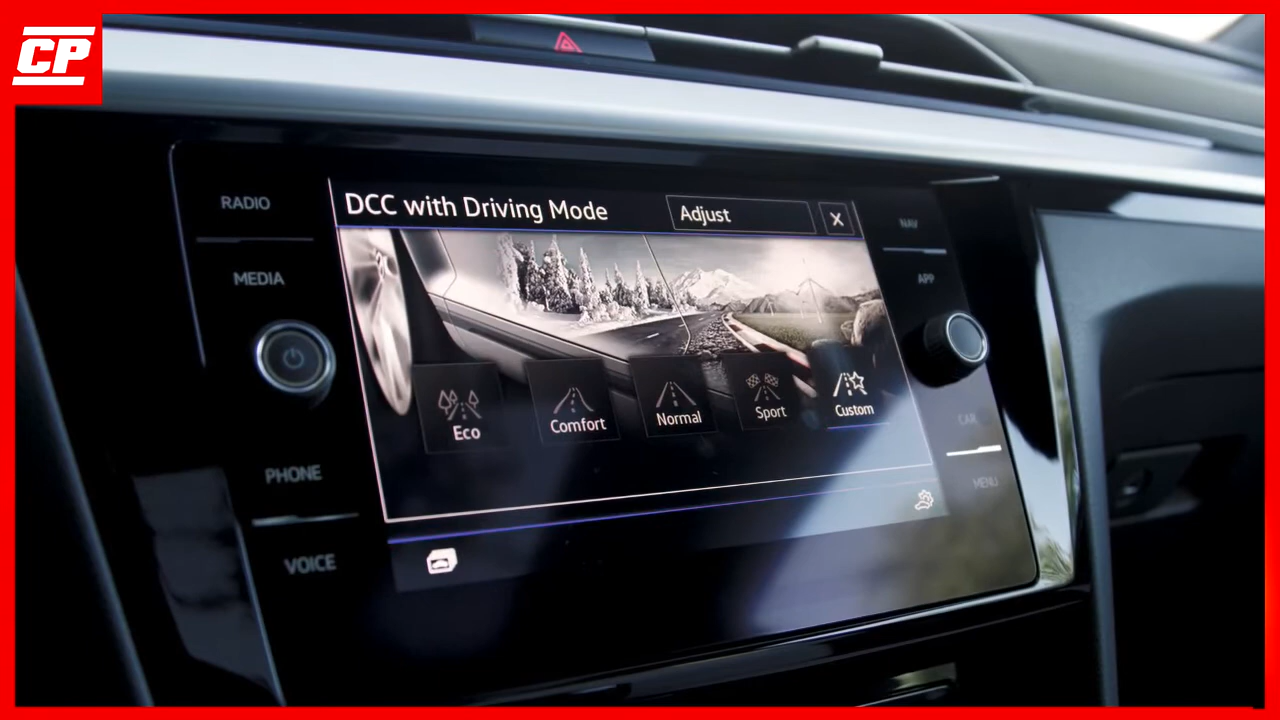 CP
RADIO
MEDIA
PHONE
VOICE
DCC with Driving Mode
Adjust
X
Eco
Comfort
Normal
Sport
Custom
NAV
APP
CAR
MENU